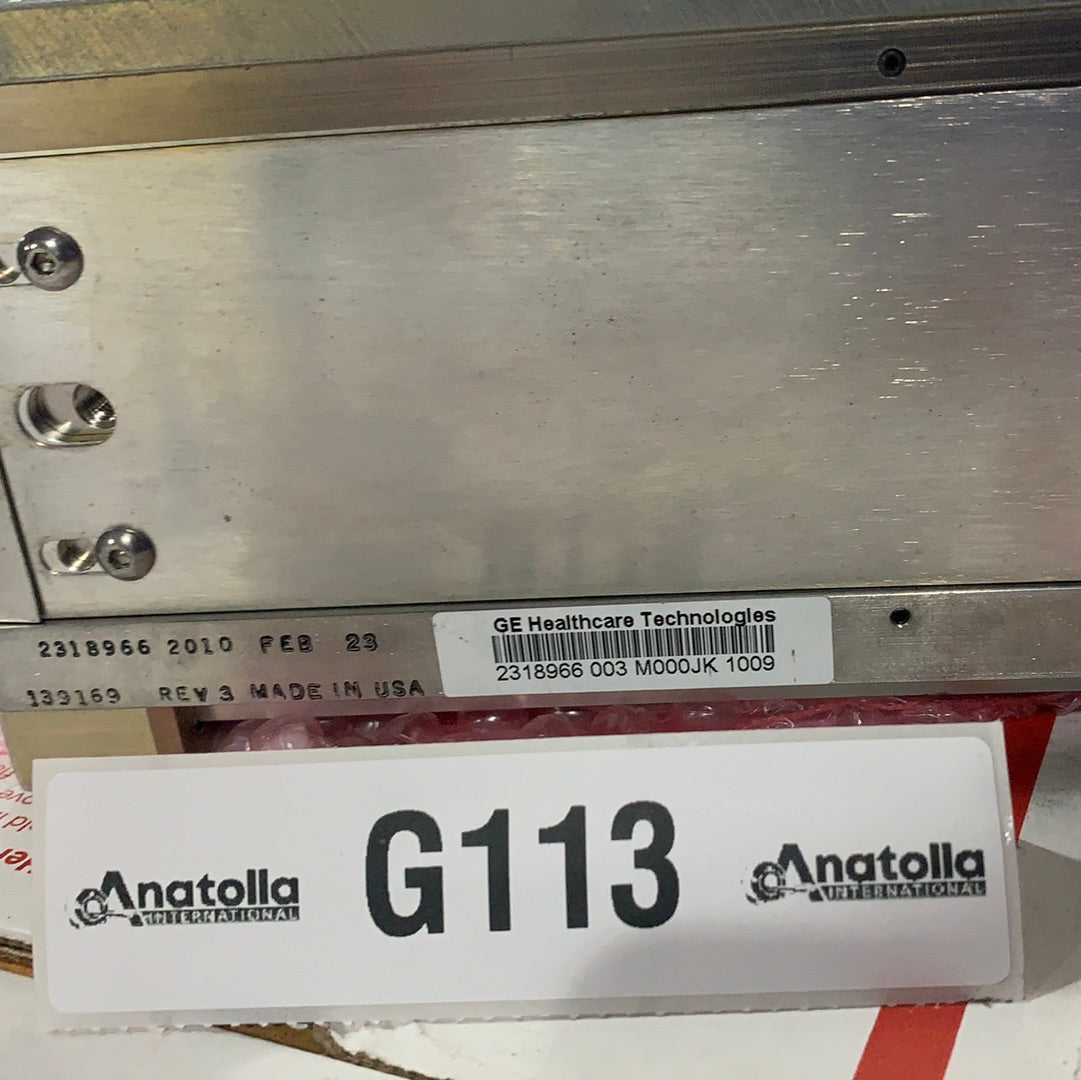 2318966 2010 FEB 23
139169 REV 3 MADE IN USA
GE Healthcare Technologies
2318966 003 M000JK 1009
Anatolla
INTERNATIONAL
G113
Anatolla
INTERNATIONAL